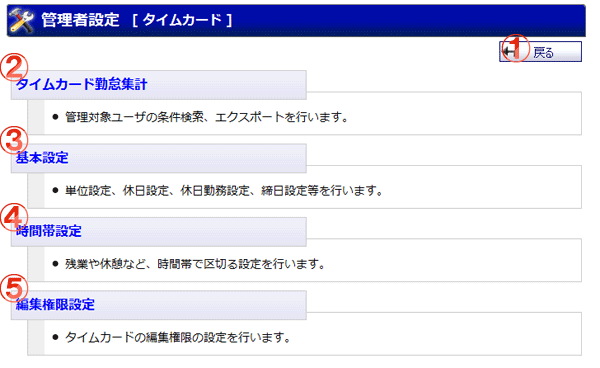 管理者設定 [ タイムカード ]
① 戻る
② タイムカード勤怠集計
● 管理対象ユーザの条件検索、エクスポートを行います。
③ 基本設定
● 単位設定、休日設定、休日勤務設定、締日設定等を行います。
④ 時間帯設定
● 残業や休憩など、時間帯で区切る設定を行います。
⑤ 編集権限設定
● タイムカードの編集権限の設定を行います。